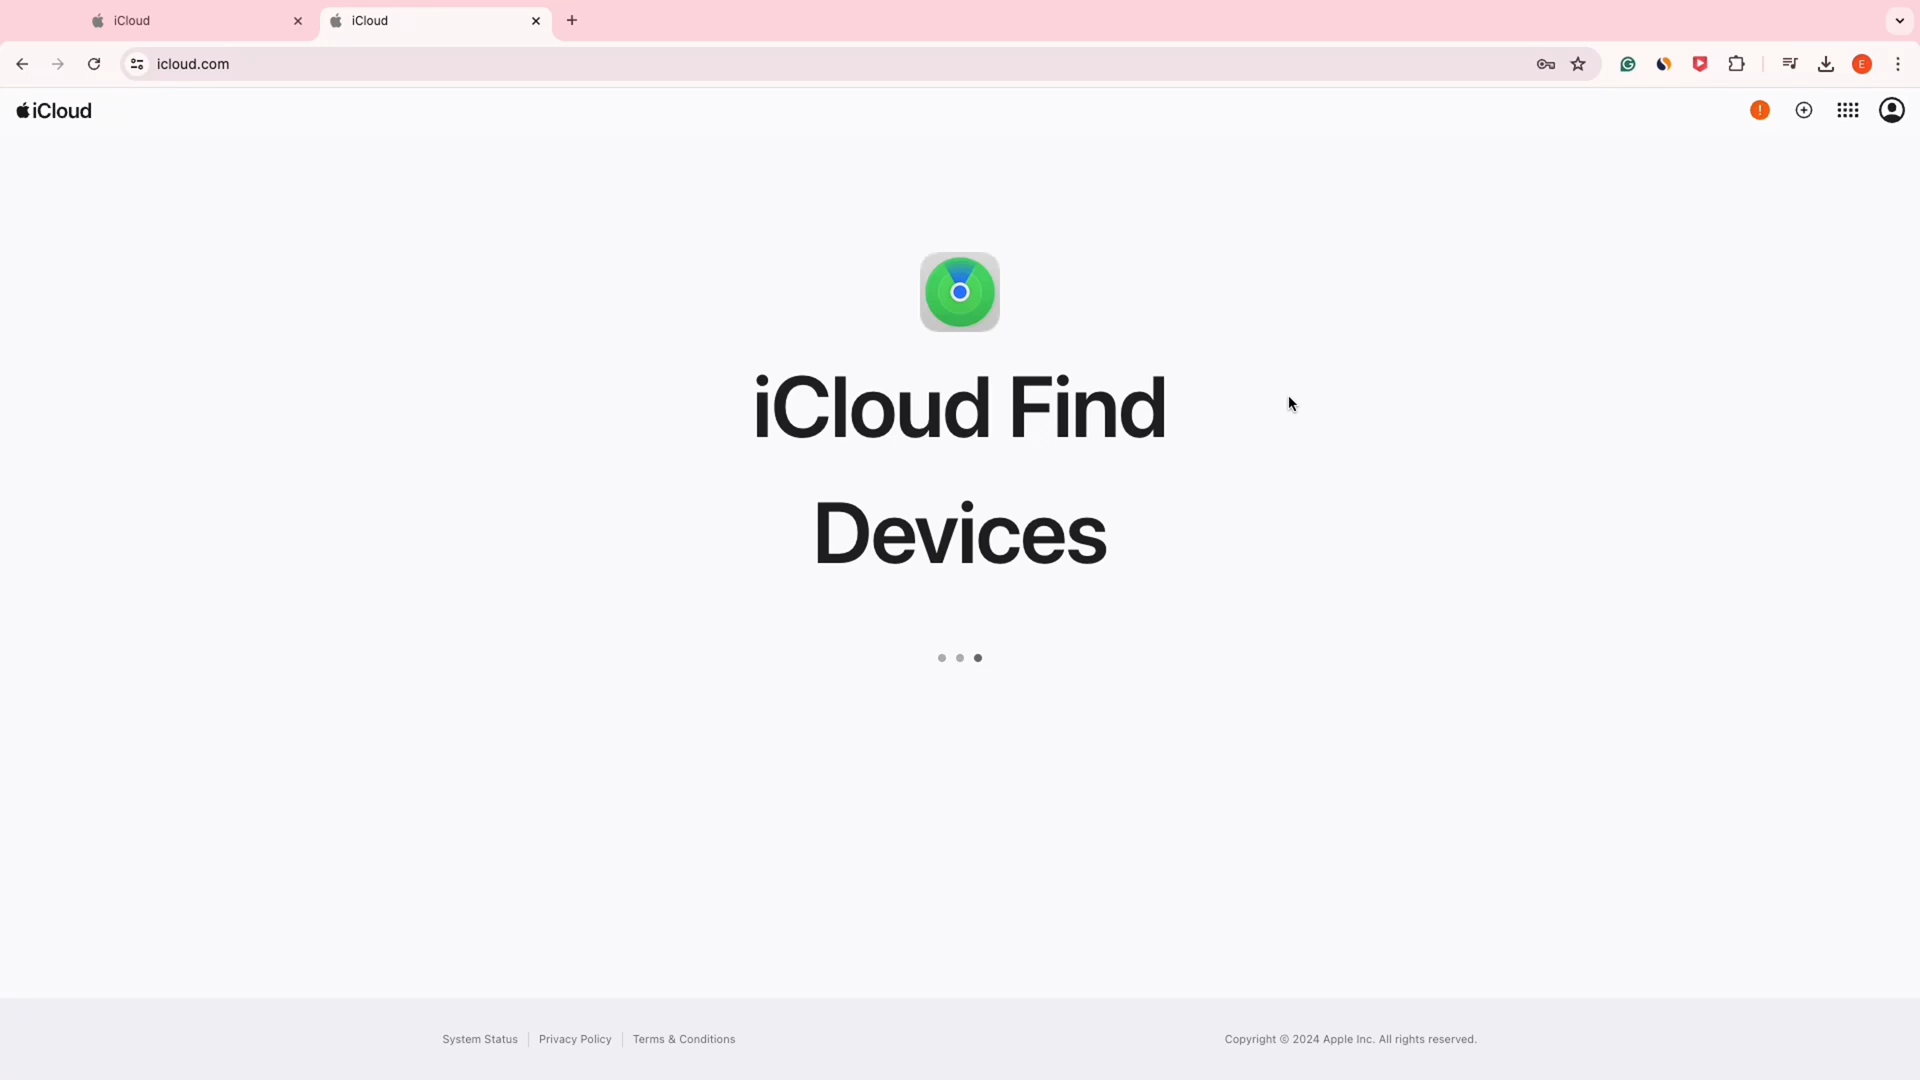 iCloud
iCloud
icloud.com
E
iCloud
!
iCloud Find
Devices
System Status
Privacy Policy
Terms & Conditions
Copyright © 2024 Apple Inc. All rights reserved.